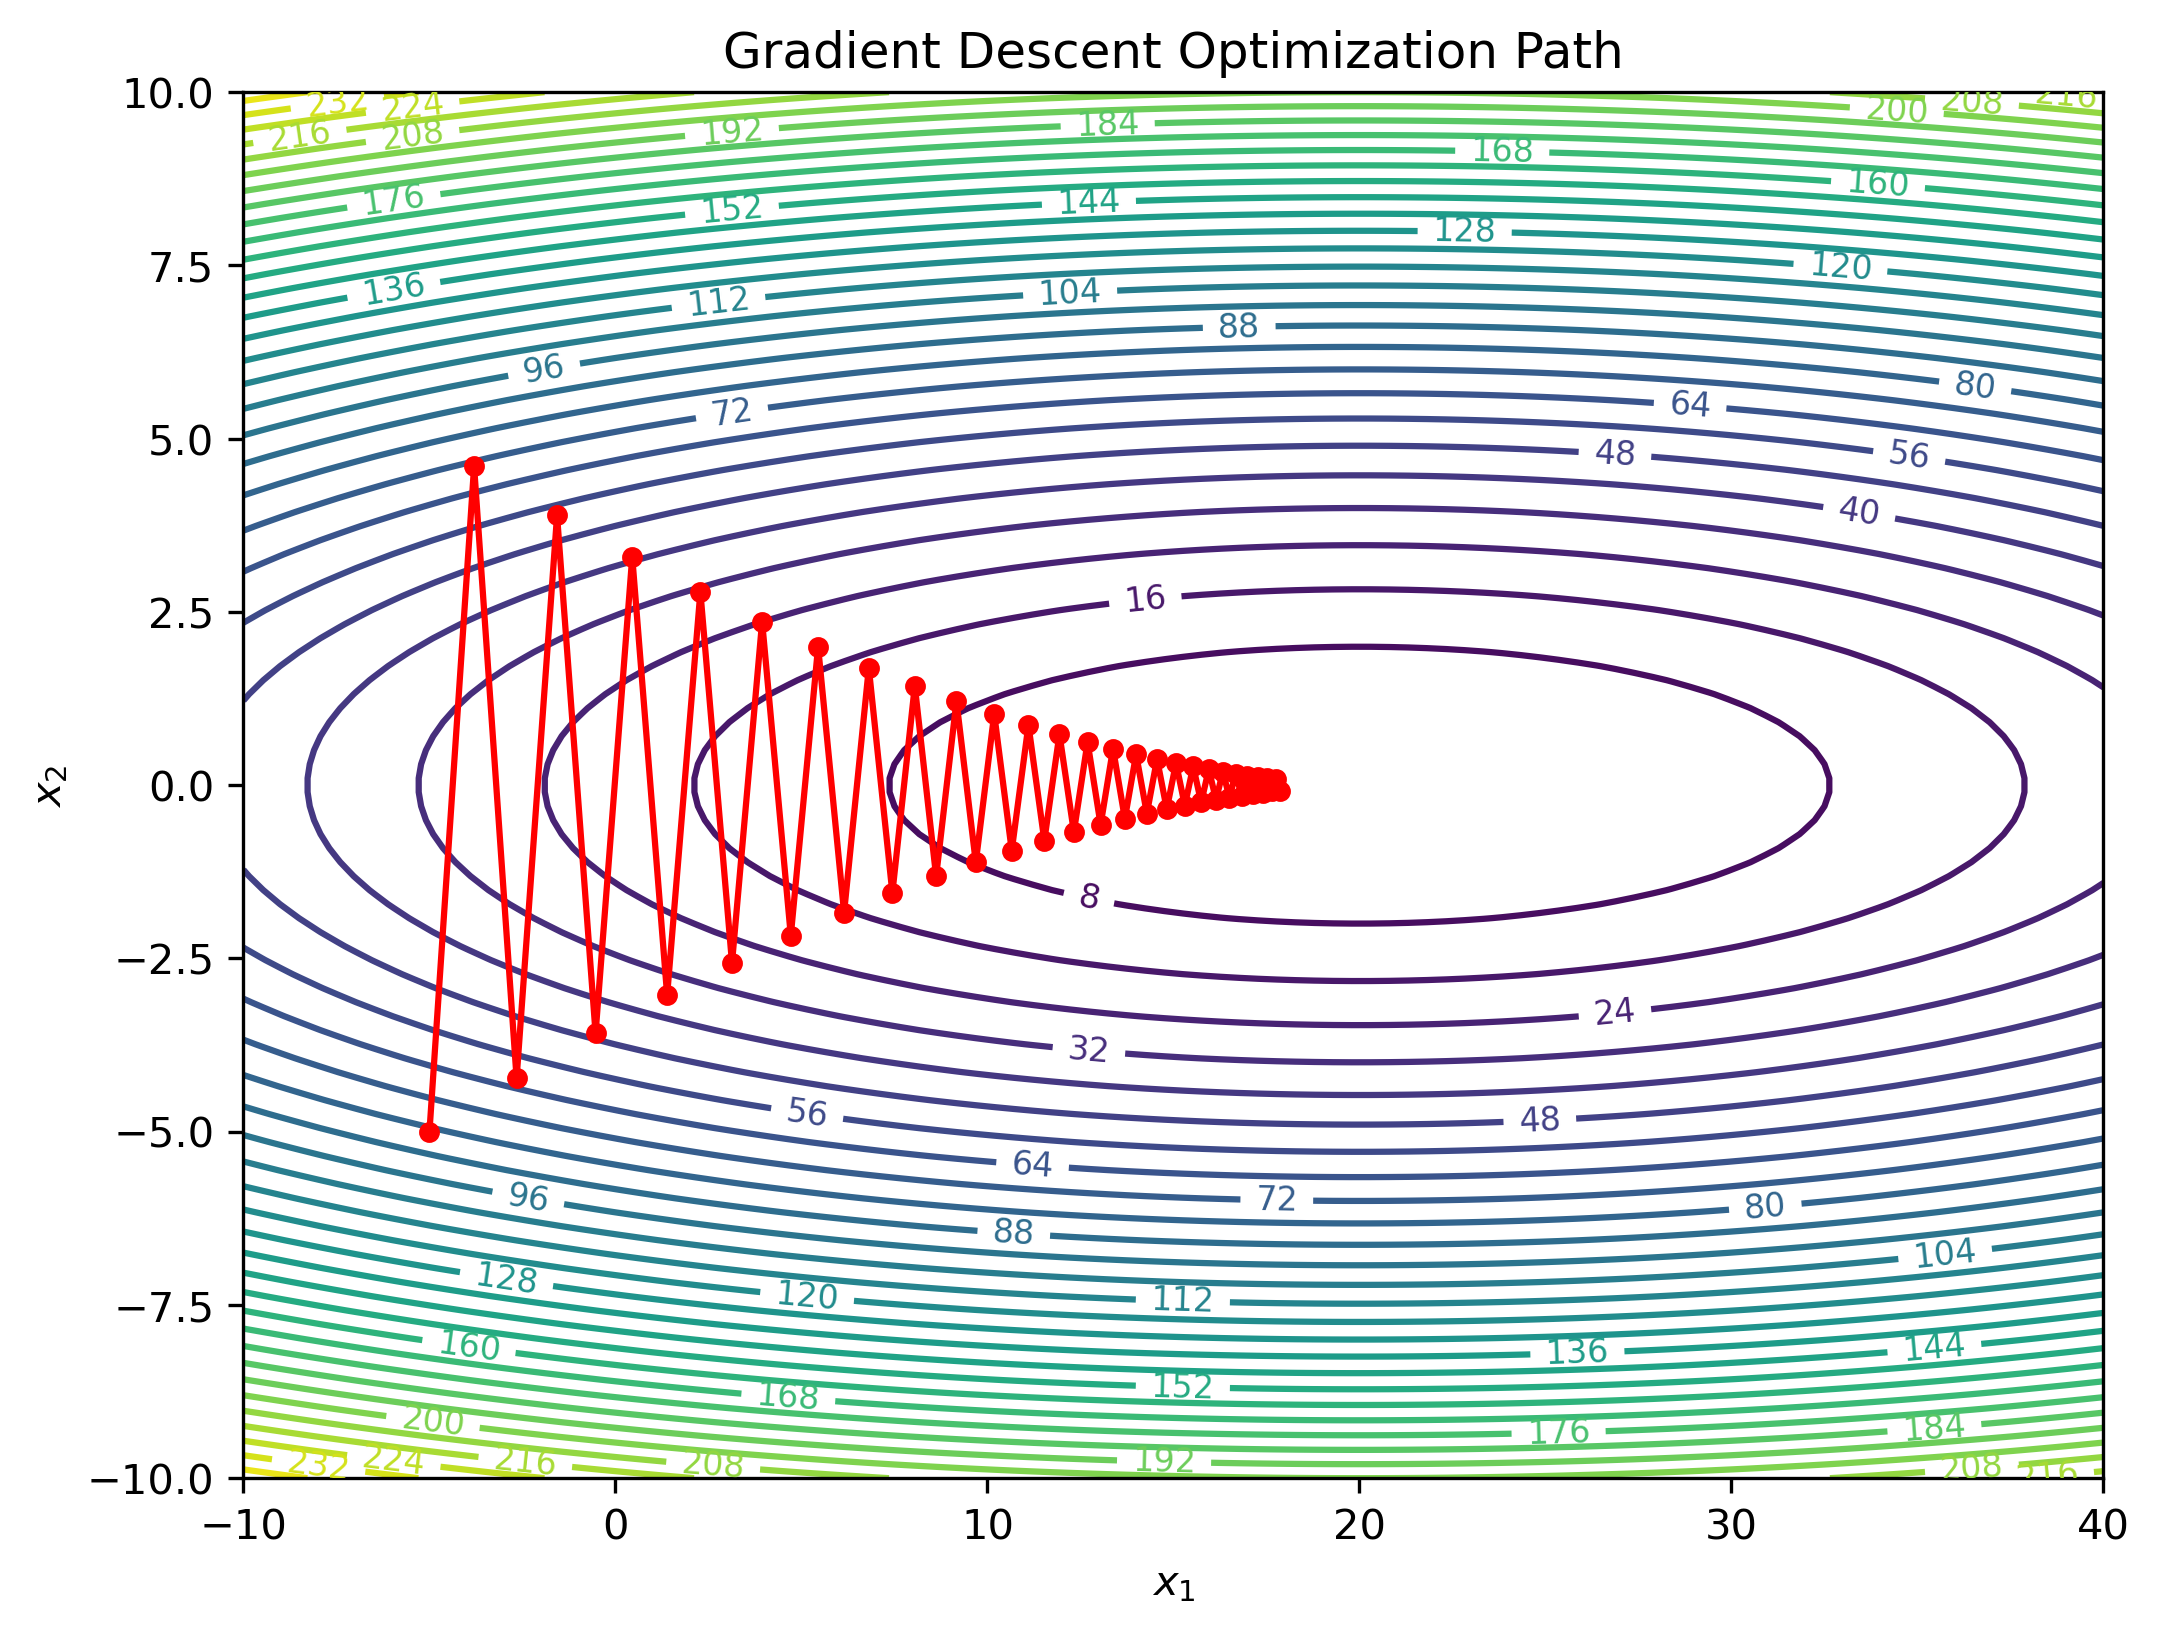 Gradient Descent Optimization Path
10.0
7.5
5.0
2.5
0.0
−2.5
−5.0
−7.5
−10.0
x₂
232 224 200 208 216
216 208 192 184 168
176 152 144 160
128
136 112 104 120
96 88 80
72 64
48 56
40
16
8
24
32
56 48
64
96 72 80
88 104
128 120 112
160 136 144
168 152
200 176 184
232 224 216 208 192 208 216
−10 0 10 20 30 40
x₁